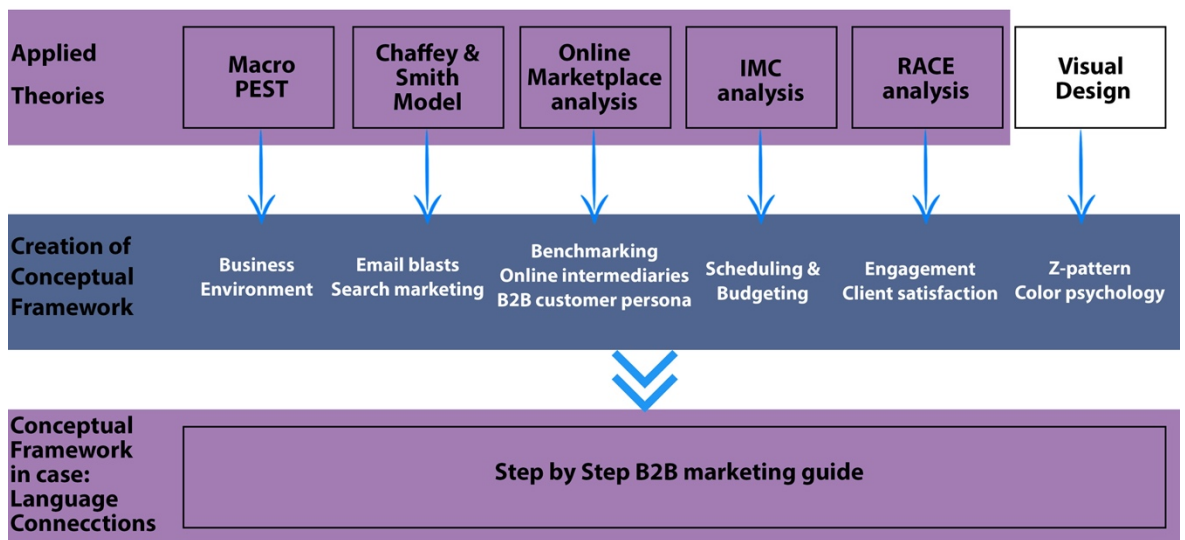 Applied
Theories
Macro
PEST
Chaffey &
Smith
Model
Online
Marketplace
analysis
IMC
analysis
RACE
analysis
Visual
Design
Creation of
Conceptual
Framework
Business
Environment
Email blasts
Search marketing
Benchmarking
Online intermediaries
B2B customer persona
Scheduling &
Budgeting
Engagement
Client satisfaction
Z-pattern
Color psychology
Conceptual
Framework
in case:
Language
Connecctions
Step by Step B2B marketing guide